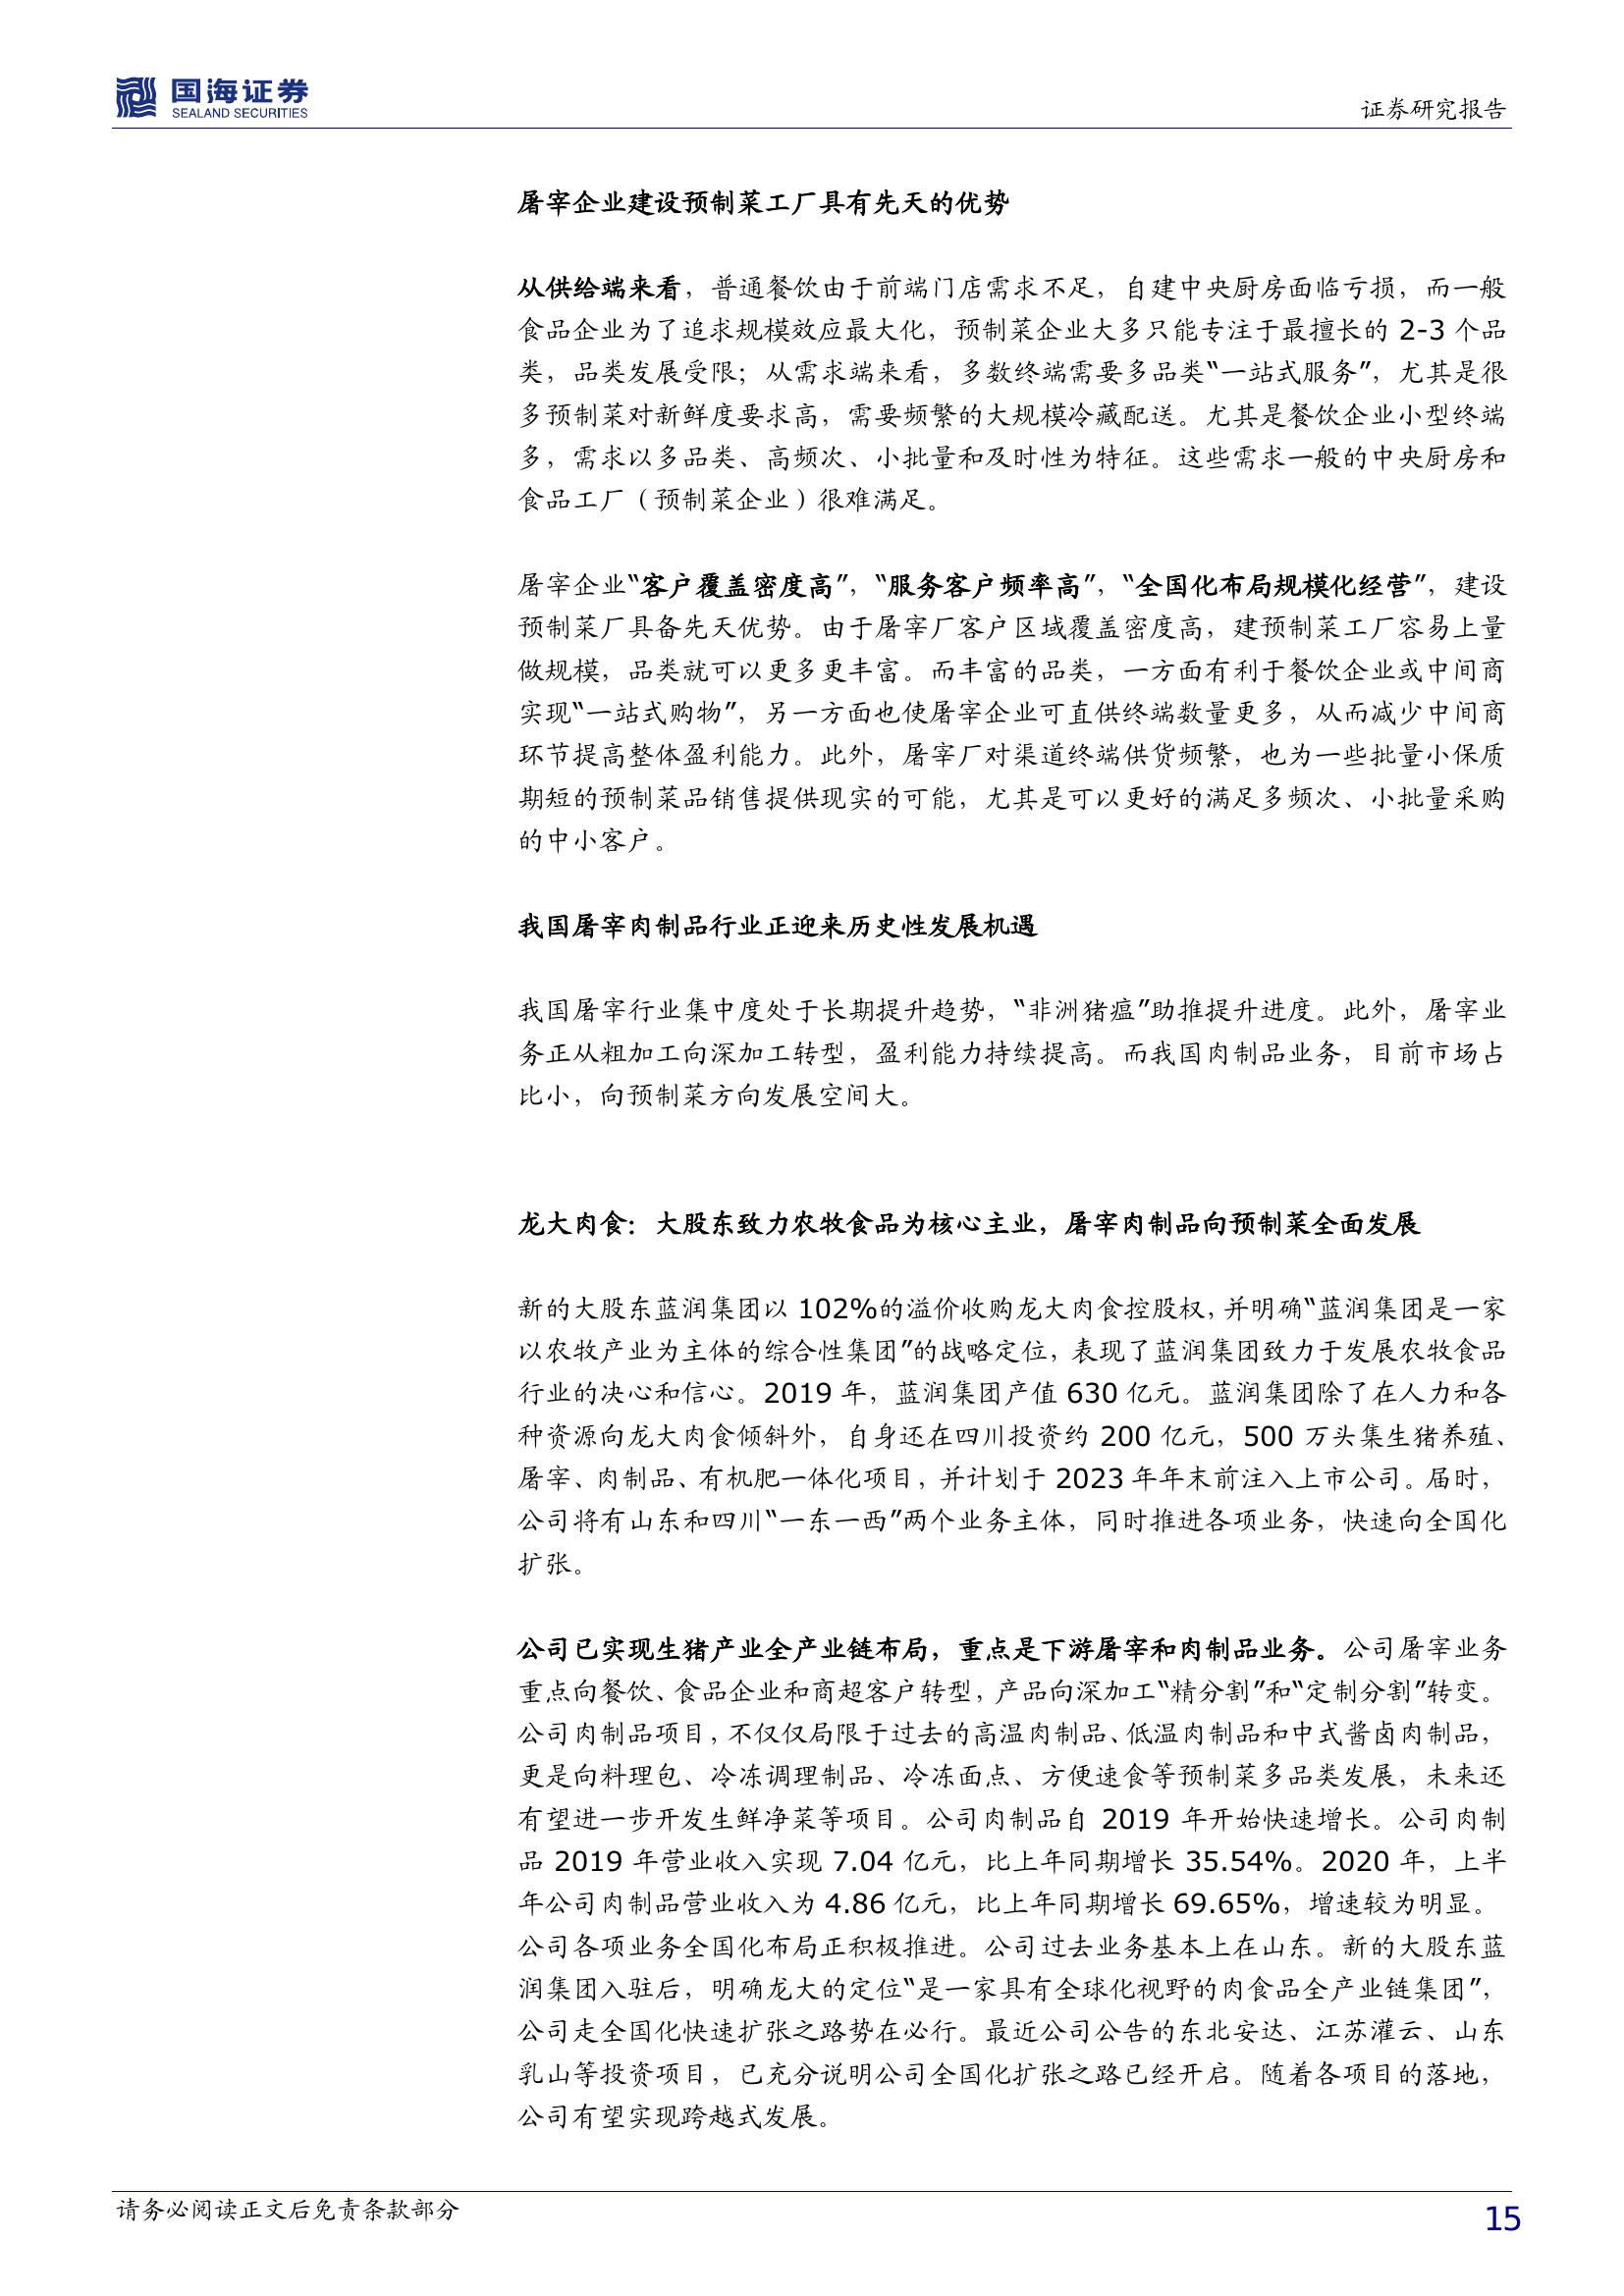 国海证券
SEALAND SECURITIES
证券研究报告
屠宰企业建设预制菜工厂具有先天的优势
从供给端来看，普通餐饮由于前端门店需求不足，自建中央厨房面临亏损，而一般
食品企业为了追求规模效应最大化，预制菜企业大多只能专注于最擅长的 2-3 个品
类，品类发展受限；从需求端来看，多数终端需要多品类“一站式服务”，尤其是很
多预制菜对新鲜度要求高，需要频繁的大规模冷藏配送。尤其是餐饮企业小型终端
多，需求以多品类、高频次、小批量和及时性为特征。这些需求一般的中央厨房和
食品工厂（预制菜企业）很难满足。
屠宰企业“客户覆盖密度高”，“服务客户频率高”，“全国化布局规模化经营”，建设
预制菜厂具备先天优势。由于屠宰厂客户区域覆盖密度高，建预制菜工厂容易上量
做规模，品类就可以更多更丰富。而丰富的品类，一方面有利于餐饮企业或中间商
实现“一站式购物”，另一方面也使屠宰企业可直供终端数量更多，从而减少中间商
环节提高整体盈利能力。此外，屠宰厂对渠道终端供货频繁，也为一些批量小保质
期短的预制菜品销售提供现实的可能，尤其是可以更好的满足多频次、小批量采购
的中小客户。
我国屠宰肉制品行业正迎来历史性发展机遇
我国屠宰行业集中度处于长期提升趋势，“非洲猪瘟”助推提升进度。此外，屠宰业
务正从粗加工向深加工转型，盈利能力持续提高。而我国肉制品业务，目前市场占
比小，向预制菜方向发展空间大。
龙大肉食：大股东致力农牧食品为核心主业，屠宰肉制品向预制菜全面发展
新的大股东蓝润集团以 102%的溢价收购龙大肉食控股权，并明确“蓝润集团是一家
以农牧产业为主体的综合性集团”的战略定位，表现了蓝润集团致力于发展农牧食品
行业的决心和信心。2019 年，蓝润集团产值 630 亿元。蓝润集团除了在人力和各
种资源向龙大肉食倾斜外，自身还在四川投资约 200 亿元，500 万头集生猪养殖、
屠宰、肉制品、有机肥一体化项目，并计划于 2023 年年末前注入上市公司。届时，
公司将有山东和四川“一东一西”两个业务主体，同时推进各项业务，快速向全国化
扩张。
公司已实现生猪产业全产业链布局，重点是下游屠宰和肉制品业务。公司屠宰业务
重点向餐饮、食品企业和商超客户转型，产品向深加工“精分割”和“定制分割”转变。
公司肉制品项目，不仅仅局限于过去的高温肉制品、低温肉制品和中式酱卤肉制品，
更是向料理包、冷冻调理制品、冷冻面点、方便速食等预制菜多品类发展，未来还
有望进一步开发生鲜净菜等项目。公司肉制品自 2019 年开始快速增长。公司肉制
品 2019 年营业收入实现 7.04 亿元，比上年同期增长 35.54%。2020 年，上半
年公司肉制品营业收入为 4.86 亿元，比上年同期增长 69.65%，增速较为明显。
公司各项业务全国化布局正积极推进。公司过去业务基本上在山东。新的大股东蓝
润集团入驻后，明确龙大的定位“是一家具有全球化视野的肉食品全产业链集团”，
公司走全国化快速扩张之路势在必行。最近公司公告的东北安达、江苏灌云、山东
乳山等投资项目，已充分说明公司全国化扩张之路已经开启。随着各项目的落地，
公司有望实现跨越式发展。
请务必阅读正文后免责条款部分
15